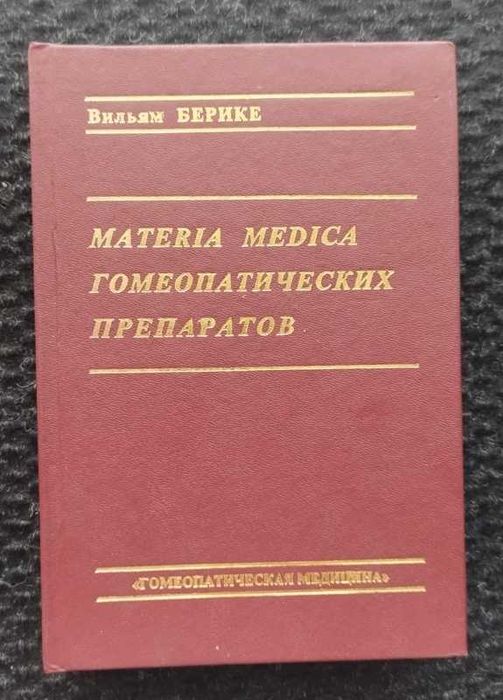 Вильям БЕРИКЕ
MATERIA MEDICA
ГОМЕОПАТИЧЕСКИХ
ПРЕПАРАТОВ
«ГОМЕОПАТИЧЕСКАЯ МЕДИЦИНА»